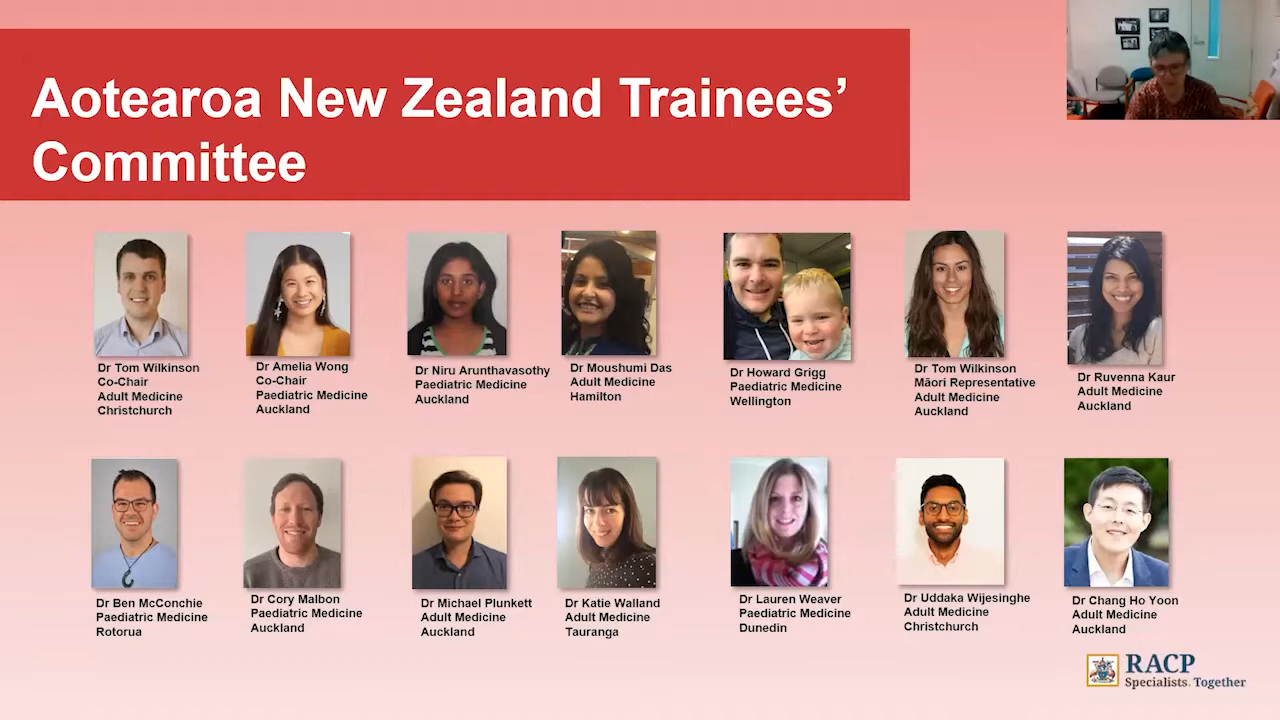 Aotearoa New Zealand Trainees’
Committee
Dr Tom Wilkinson
Co-Chair
Adult Medicine
Christchurch
Dr Amelia Wong
Co-Chair
Paediatric Medicine
Auckland
Dr Niru Arunthavasothy
Paediatric Medicine
Auckland
Dr Moushumi Das
Adult Medicine
Hamilton
Dr Howard Grigg
Paediatric Medicine
Wellington
Dr Tom Wilkinson
Māori Representative
Adult Medicine
Auckland
Dr Ruvenna Kaur
Adult Medicine
Auckland
Dr Ben McConchie
Paediatric Medicine
Rotorua
Dr Cory Malbon
Paediatric Medicine
Auckland
Dr Michael Plunkett
Adult Medicine
Auckland
Dr Katie Walland
Adult Medicine
Tauranga
Dr Lauren Weaver
Paediatric Medicine
Dunedin
Dr Uddaka Wijesinghe
Adult Medicine
Christchurch
Dr Chang Ho Yoon
Adult Medicine
Auckland
RACP
Specialists. Together